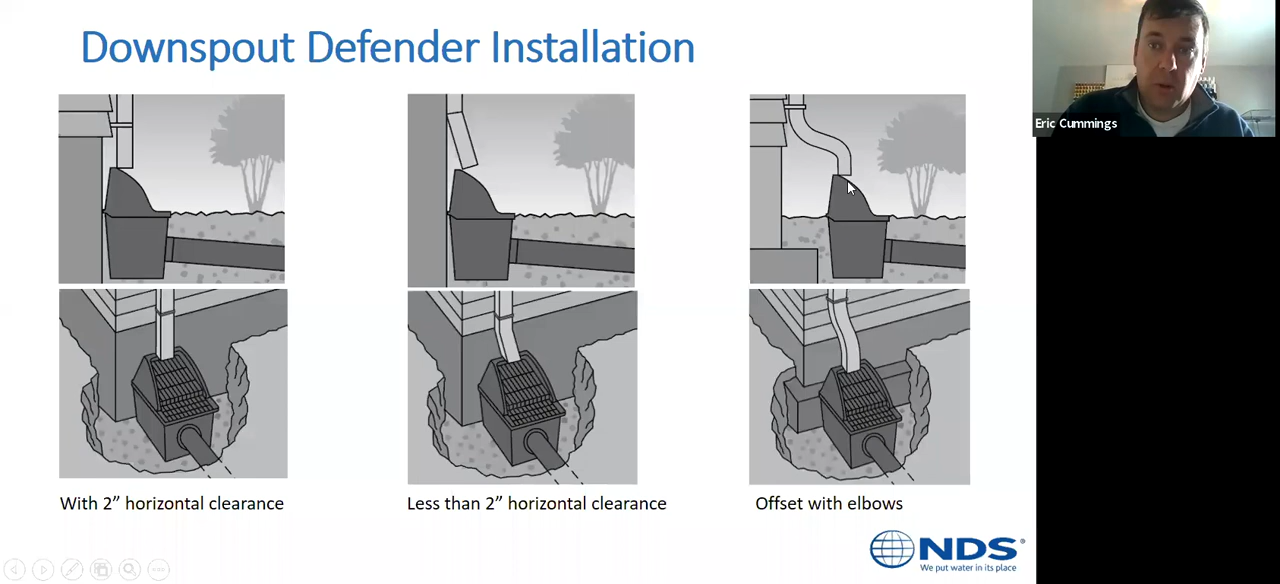 Downspout Defender Installation
Eric Cummings
With 2” horizontal clearance
Less than 2” horizontal clearance
Offset with elbows
NDS®
We put water in its place